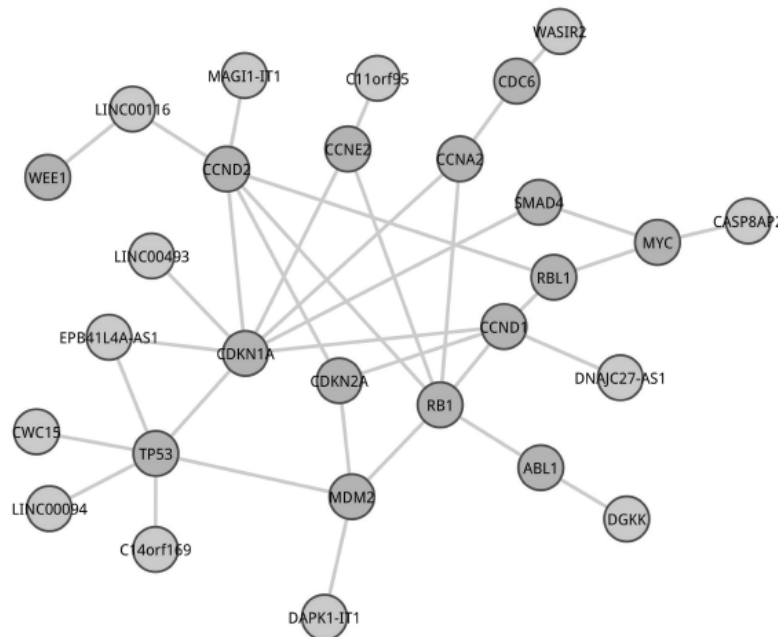 WASIR2
MAGI1-IT1
C11orf95
CDC6
LINC00116
CCNE2
CCNA2
CCND2
WEE1
SMAD4
CASP8AP2
MYC
LINC00493
RBL1
CCND1
EPB41L4A-AS1
CDKN1A
CDKN2A
DNAJC27-AS1
RB1
CWC15
TP53
ABL1
MDM2
LINC00094
DGKK
C14orf169
DAPK1-IT1